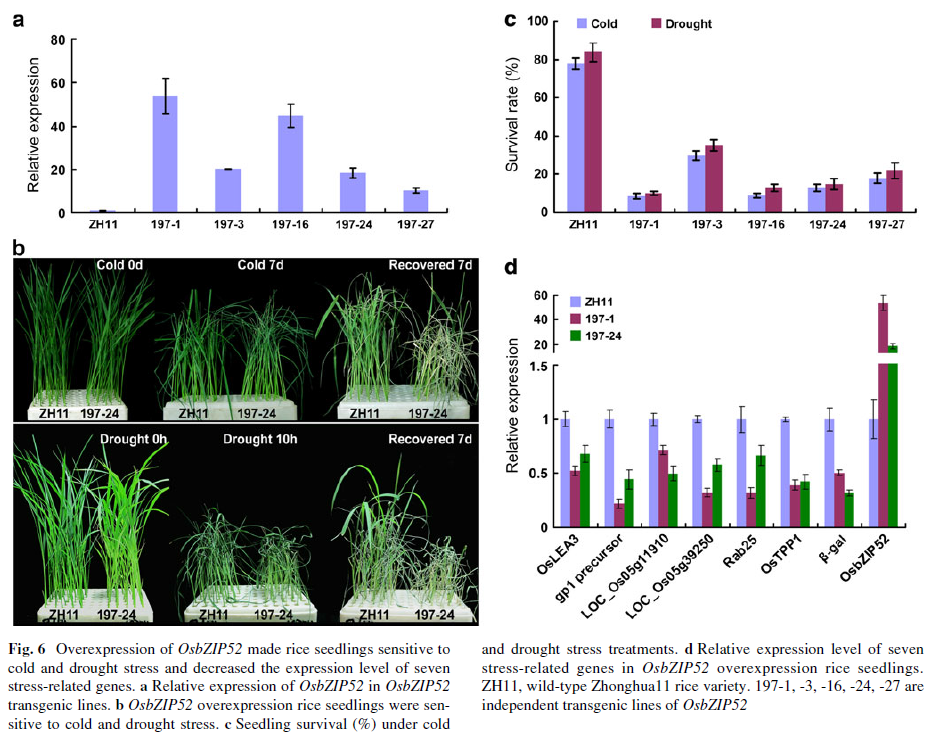 a
80
60
40
20
0
Relative expression
ZH11 197-1 197-3 197-16 197-24 197-27
b
Cold 0d Cold 7d Recovered 7d
ZH11 197-24 ZH11 197-24 ZH11 197-24
Drought 0h Drought 10h Recovered 7d
ZH11 197-24 ZH11 197-24 ZH11 197-24
c
Cold Drought
100
80
60
40
20
0
Survival rate (%)
ZH11 197-1 197-3 197-16 197-24 197-27
d
ZH11
197-1
197-24
60
40
20
1.5
1
0.5
0
Relative expression
OsLEA3
gp1 precursor
LOC_Os05g11910
LOC_Os05g39250
Rab25
OsTPP1
β-gal
OsbZIP52
Fig. 6 Overexpression of OsbZIP52 made rice seedlings sensitive to
cold and drought stress and decreased the expression level of seven
stress-related genes. a Relative expression of OsbZIP52 in OsbZIP52
transgenic lines. b OsbZIP52 overexpression rice seedlings were sen-
sitive to cold and drought stress. c Seedling survival (%) under cold
and drought stress treatments. d Relative expression level of seven
stress-related genes in OsbZIP52 overexpression rice seedlings.
ZH11, wild-type Zhonghua11 rice variety. 197-1, -3, -16, -24, -27 are
independent transgenic lines of OsbZIP52